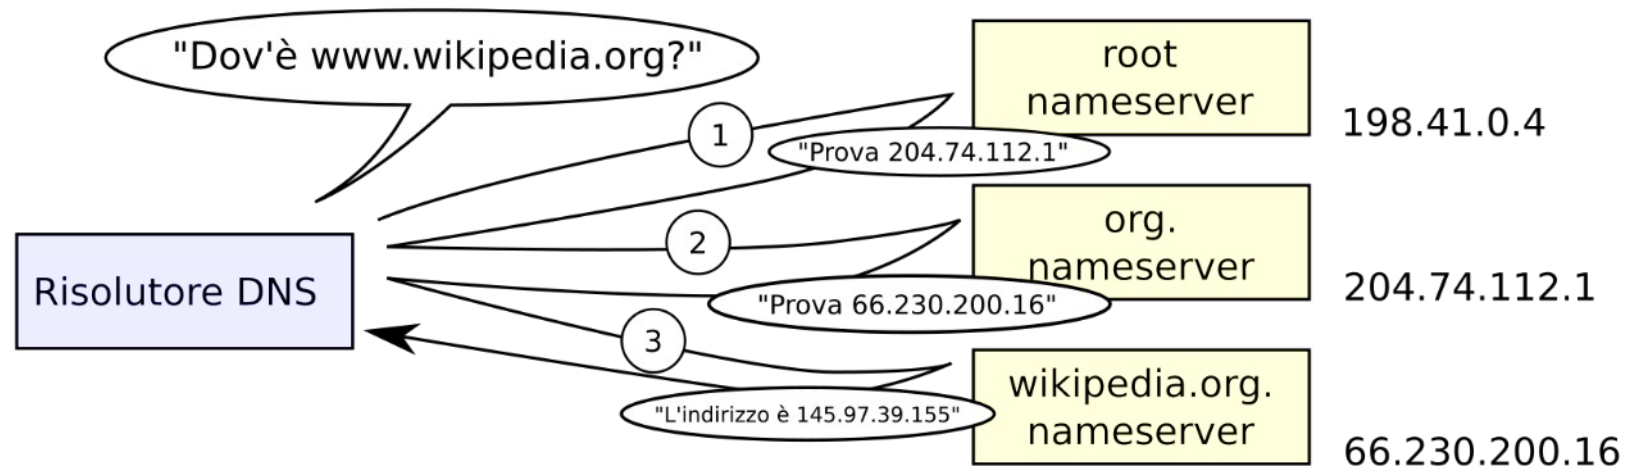 "Dov'è www.wikipedia.org?"
root
nameserver
198.41.0.4
1
"Prova 204.74.112.1"
org.
nameserver
204.74.112.1
2
"Prova 66.230.200.16"
Risolutore DNS
3
wikipedia.org.
nameserver
66.230.200.16
"L'indirizzo è 145.97.39.155"